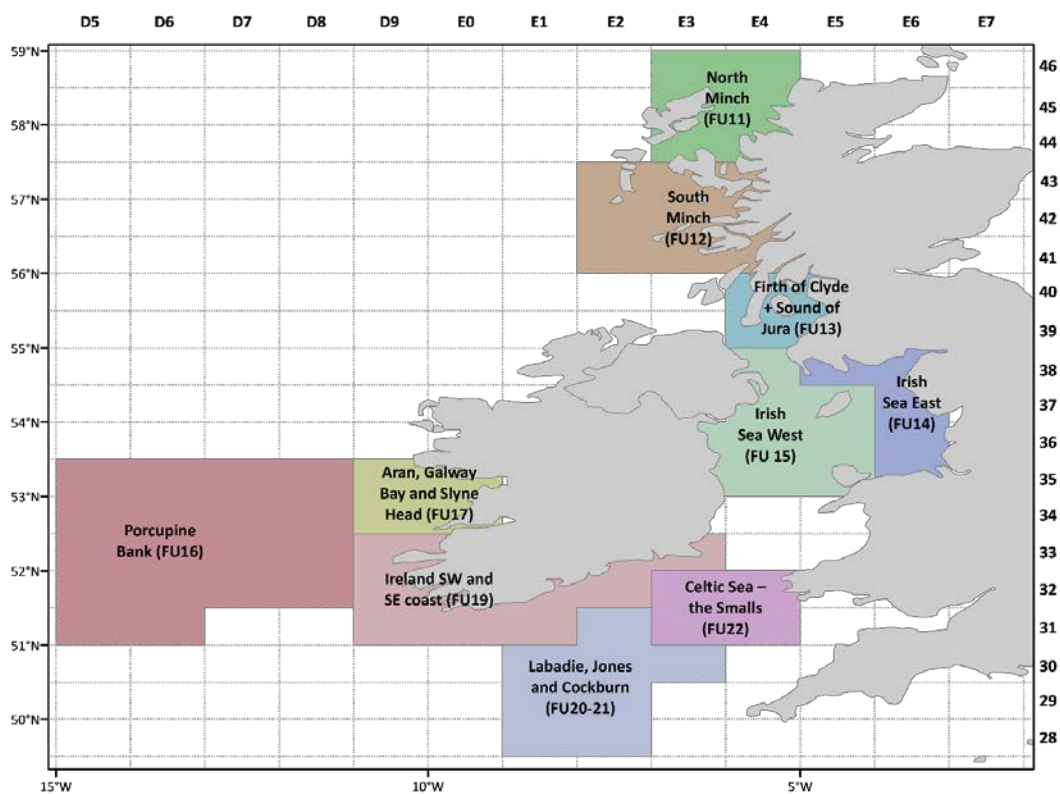 D5 D6 D7 D8 D9 E0 E1 E2 E3 E4 E5 E6 E7
59°N
46
North
Minch
(FU11)
45
58°N
44
57°N
43
South
Minch
(FU12)
42
41
56°N
40
Firth of Clyde
+ Sound of
Jura (FU13)
39
55°N
38
Irish
Sea East
(FU14)
37
54°N
Irish
Sea West
(FU 15)
36
35
53°N
Aran, Galway
Bay and Slyne
Head (FU17)
34
Porcupine
Bank (FU16)
33
52°N
Ireland SW and
SE coast (FU19)
Celtic Sea –
the Smalls
(FU22)
32
31
51°N
30
Labadie, Jones
and Cockburn
(FU20-21)
29
50°N
28
15°W 10°W 5°W